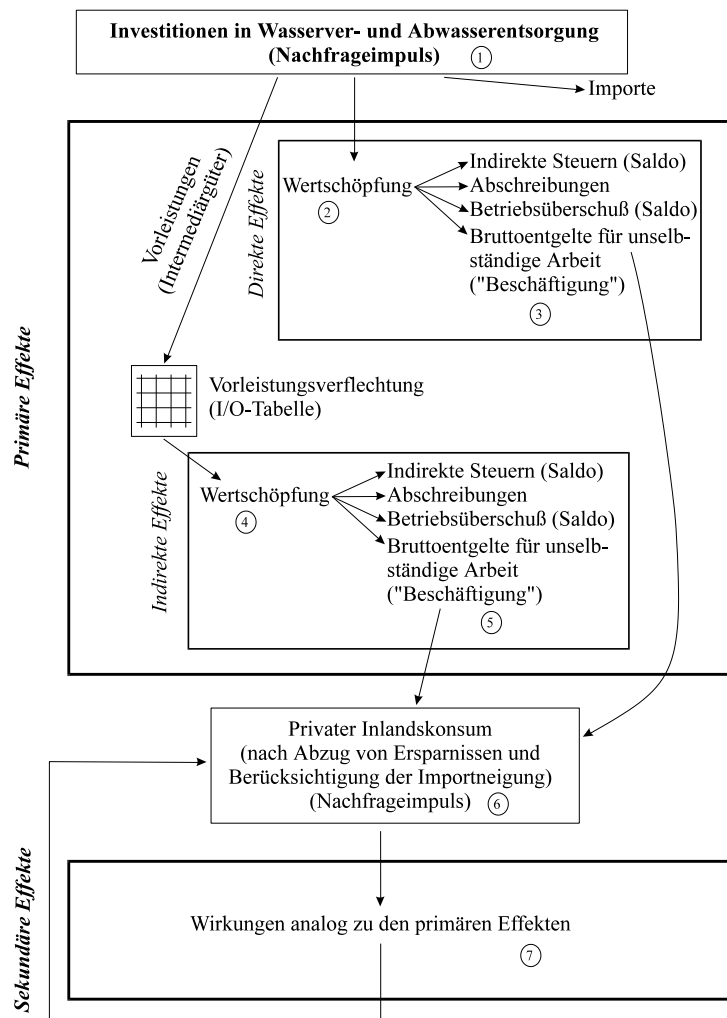 Investitionen in Wasserver- und Abwasserentsorgung
(Nachfrageimpuls) 1
Importe
Vorleistungen
(Intermediärgüter)
Primäre Effekte
Direkte Effekte
Wertschöpfung
2
Indirekte Steuern (Saldo)
Abschreibungen
Betriebsüberschuß (Saldo)
Bruttoentgelte für unselb-
ständige Arbeit
("Beschäftigung")
3
Vorleistungsverflechtung
(I/O-Tabelle)
Indirekte Effekte
Wertschöpfung
4
Indirekte Steuern (Saldo)
Abschreibungen
Betriebsüberschuß (Saldo)
Bruttoentgelte für unselb-
ständige Arbeit
("Beschäftigung")
5
Privater Inlandskonsum
(nach Abzug von Ersparnissen und
Berücksichtigung der Importneigung)
(Nachfrageimpuls) 6
Sekundäre Effekte
Wirkungen analog zu den primären Effekten
7